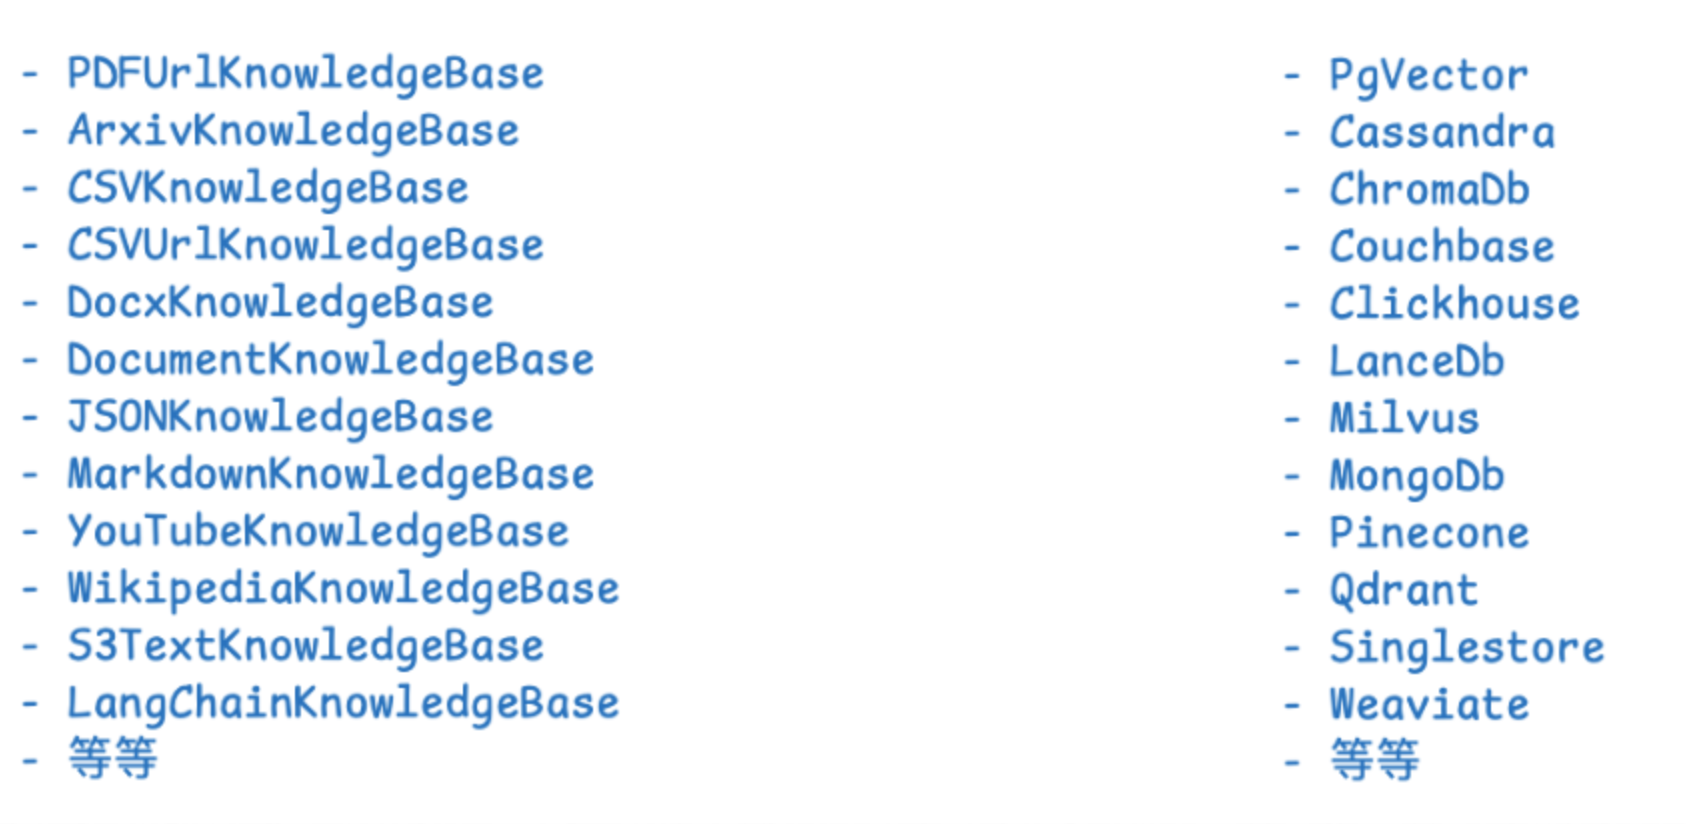 - PDFUrlKnowledgeBase
- ArxivKnowledgeBase
- CSVKnowledgeBase
- CSVUrlKnowledgeBase
- DocxKnowledgeBase
- DocumentKnowledgeBase
- JSONKnowledgeBase
- MarkdownKnowledgeBase
- YouTubeKnowledgeBase
- WikipediaKnowledgeBase
- S3TextKnowledgeBase
- LangChainKnowledgeBase
- 等等
- PgVector
- Cassandra
- ChromaDb
- Couchbase
- Clickhouse
- LanceDb
- Milvus
- MongoDb
- Pinecone
- Qdrant
- Singlestore
- Weaviate
- 等等